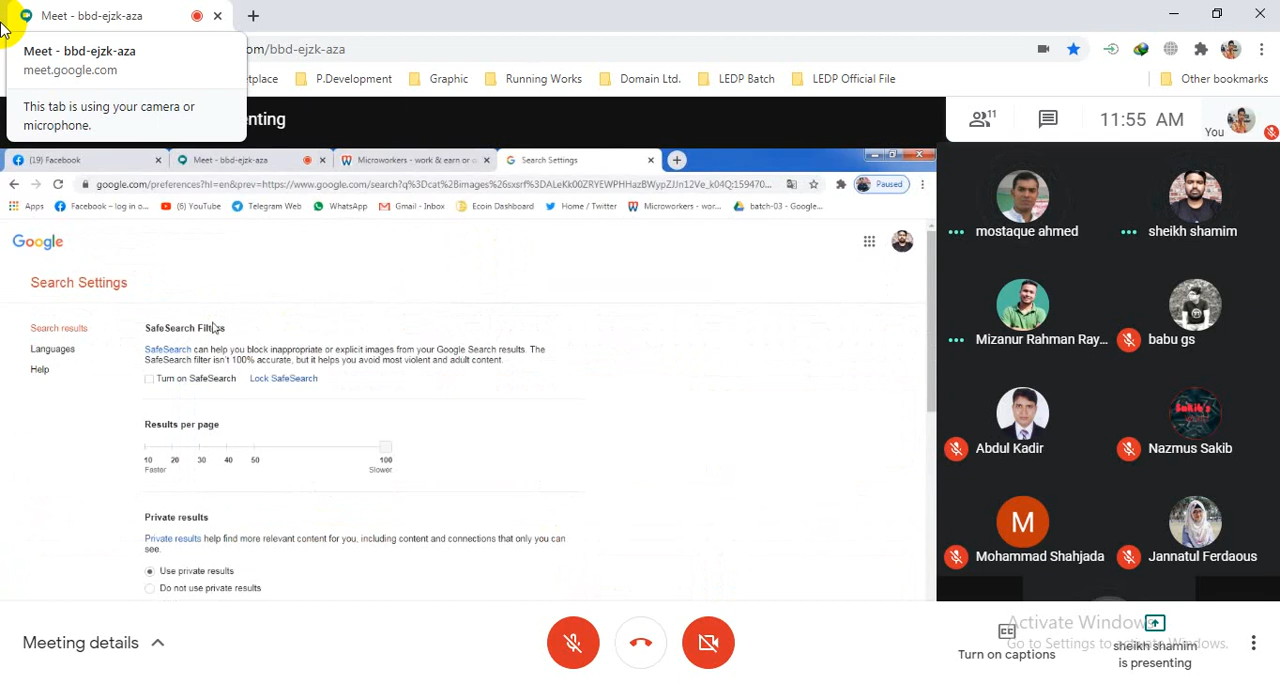 Meet - bbd-ejzk-aza
Meet - bbd-ejzk-aza
meet.google.com
This tab is using your camera or
microphone.
om/bbd-ejzk-aza
etplace
P.Development
Graphic
Running Works
Domain Ltd.
LEDP Batch
LEDP Official File
Other bookmarks
enting
11
11:55 AM
You
(19) Facebook
Meet - bbd-ejzk-aza
Microworkers - work & earn or c
Search Settings
google.com/preferences?hl=en&prev=https://www.google.com/search?q%3Dcat%2Bimages%26sxsrf%3DALeKk00ZRYEWPHHazBWypZJJn12Ve_k04Q:159470...
Paused
Apps
Facebook – log in o...
(6) YouTube
Telegram Web
WhatsApp
Gmail - Inbox
Ecoin Dashboard
Home / Twitter
Microworkers - wor...
batch-03 - Google...
Google
Search Settings
Search results
Languages
Help
SafeSearch Filters
SafeSearch can help you block inappropriate or explicit images from your Google Search results. The
SafeSearch filter isn't 100% accurate, but it helps you avoid most violent and adult content.
Turn on SafeSearch Lock SafeSearch
Results per page
10 20 30 40 50 100
Faster Slower
Private results
Private results help find more relevant content for you, including content and connections that only you can
see.
Use private results
Do not use private results
mostaque ahmed
sheikh shamim
Mizanur Rahman Ray...
babu gs
Abdul Kadir
Nazmus Sakib
M
Mohammad Shahjada
Jannatul Ferdaous
Meeting details
Turn on captions
sheikh shamim
is presenting
Activate Windows
Go to Settings to activate Windows.